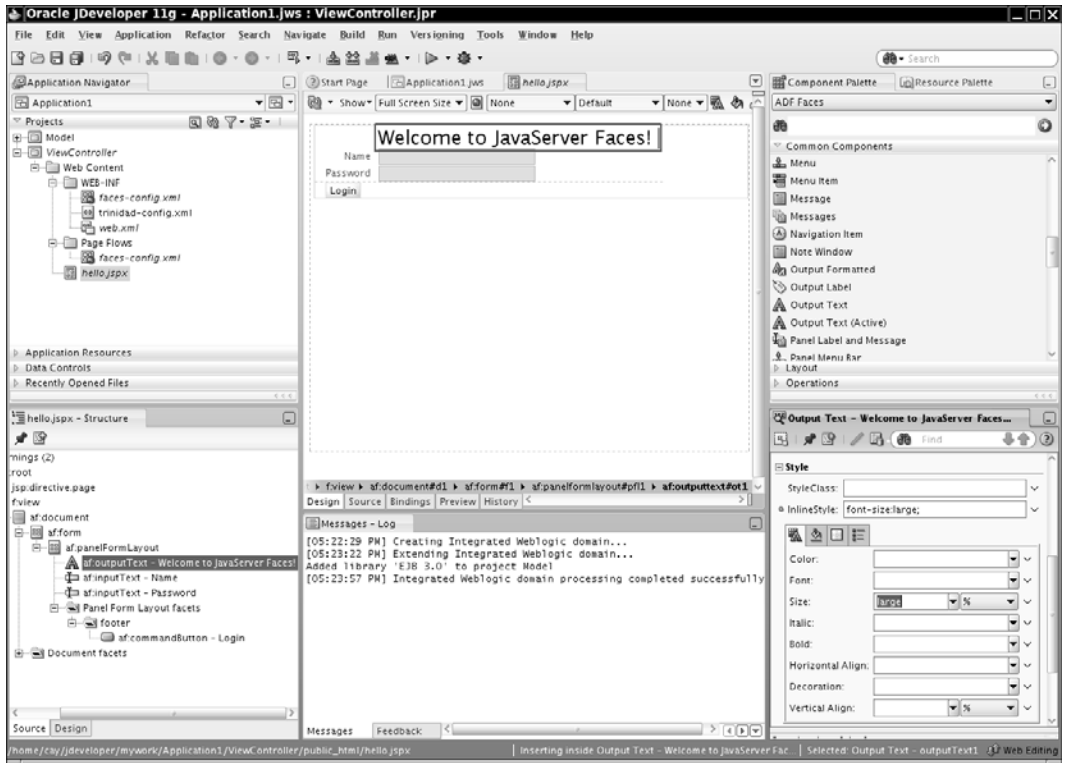 Oracle JDeveloper 11g - Application1.jws : ViewController.jpr
File Edit View Application Refactor Search Navigate Build Run Versioning Tools Window Help
Search
Application Navigator
Application1
Projects
Model
ViewController
Web Content
WEB-INF
faces-config.xml
trinidad-config.xml
web.xml
Page Flows
faces-config.xml
hello.jspx
Application Resources
Data Controls
Recently Opened Files
hello.jspx - Structure
mings (2)
:root
jsp:directive.page
f:view
af:document
af:form
af:panelFormLayout
af:outputText - Welcome to JavaServer Faces!
af:inputText - Name
af:inputText - Password
Panel Form Layout facets
footer
af:commandButton - Login
Document facets
Source Design
Start Page Application1.jws hello.jspx
Show Full Screen Size None Default None
Welcome to JavaServer Faces!
Name
Password
Login
f:view af:document#d1 af:form#f1 af:panelformlayout#pfl1 af:outputtext#ot1
Design Source Bindings Preview History
Messages - Log
[05:22:29 PM] Creating Integrated Weblogic domain...
[05:23:22 PM] Extending Integrated Weblogic domain...
Added library 'EJB 3.0' to project Model
[05:23:57 PM] Integrated Weblogic domain processing completed successfully
Messages Feedback
Component Palette Resource Palette
ADF Faces
Common Components
Menu
Menu Item
Message
Messages
Navigation Item
Note Window
Output Formatted
Output Label
Output Text
Output Text (Active)
Panel Label and Message
Panel Menu Bar
Layout
Operations
Output Text - Welcome to JavaServer Faces...
Find
Style
StyleClass:
InlineStyle: font-size:large;
Color:
Font:
Size: large %
Italic:
Bold:
Horizontal Align:
Decoration:
Vertical Align: %
/home/cay/jdeveloper/mywork/Application1/ViewController/public_html/hello.jspx Inserting inside Output Text - Welcome to JavaServer Fac... Selected: Output Text - outputText1 Web Editing